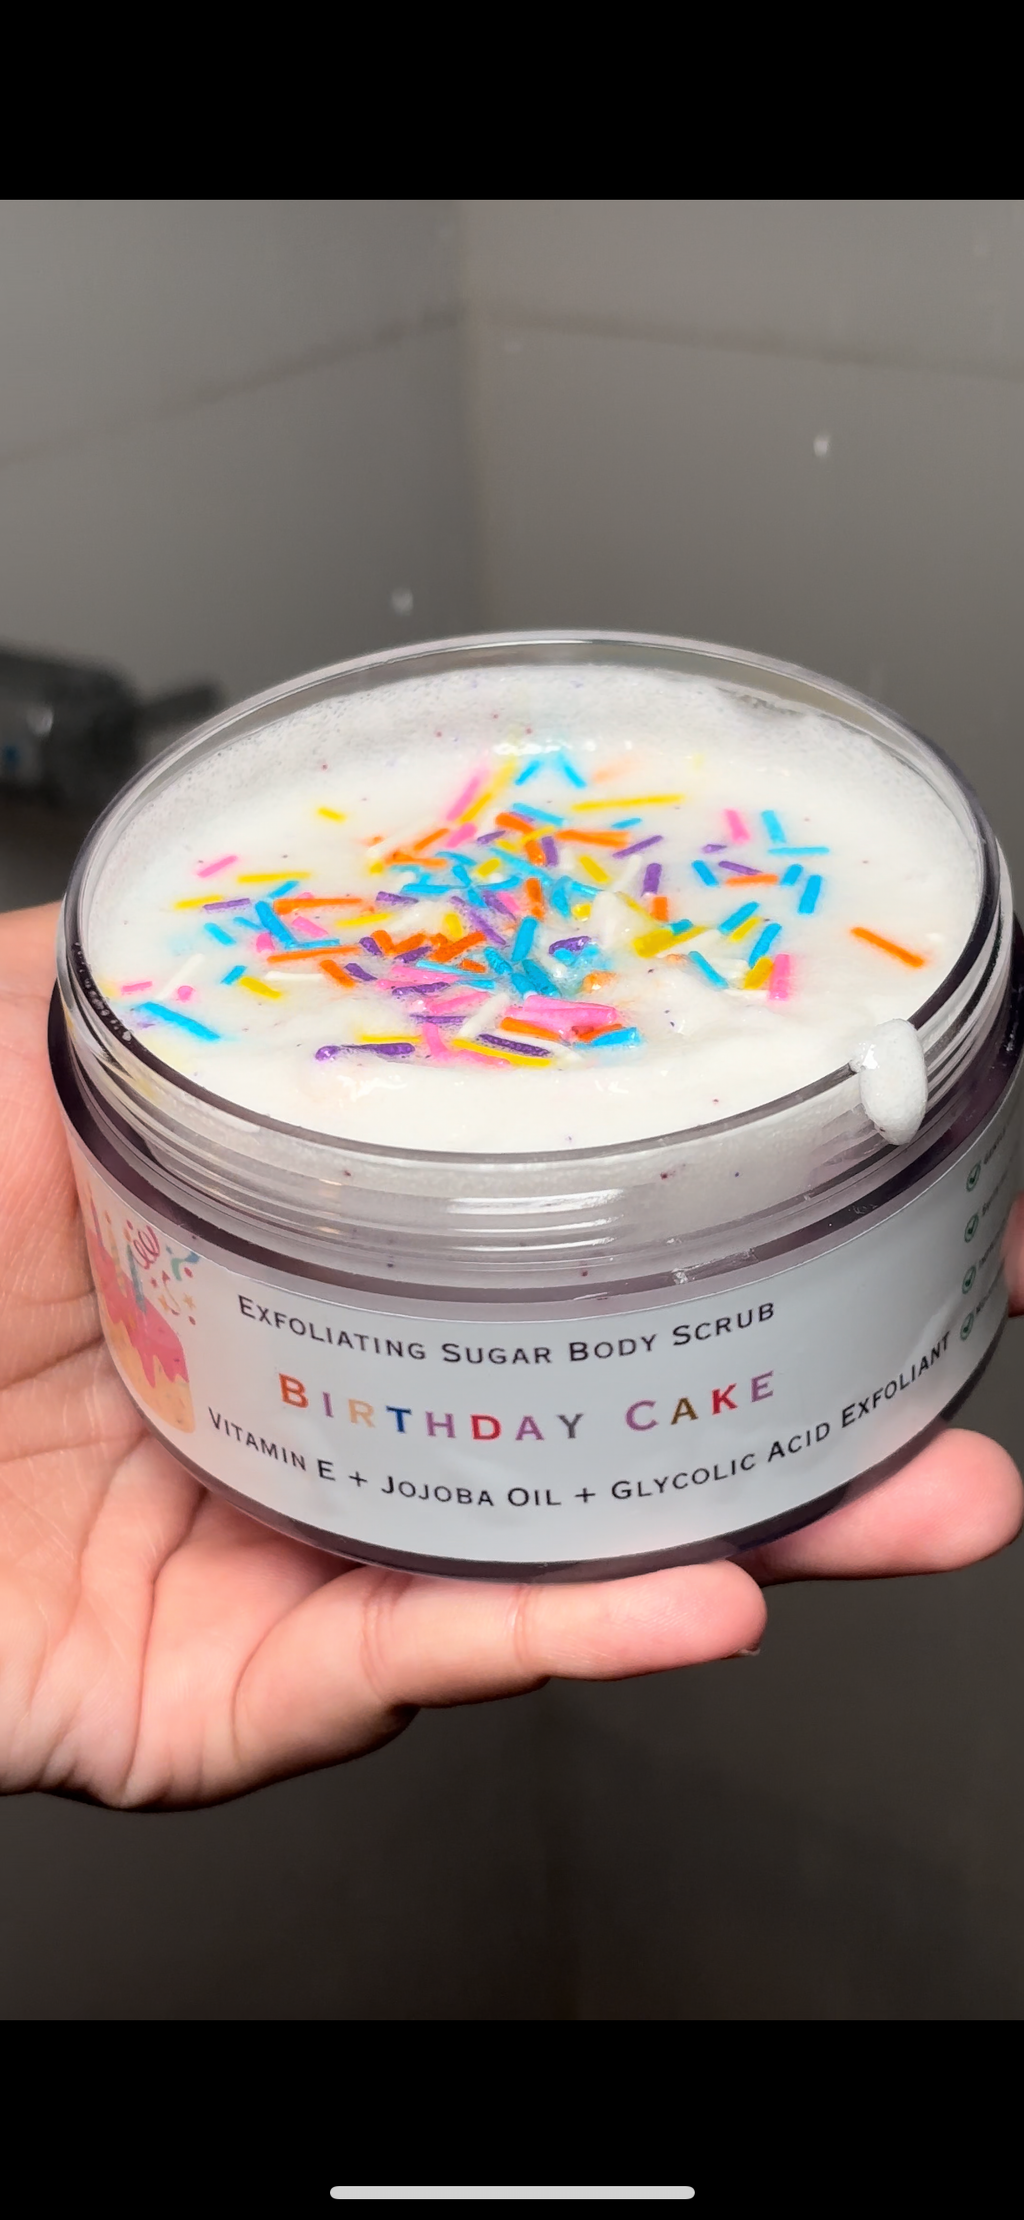 Exfoliating Sugar Body Scrub
Birthday Cake
Vitamin E + Jojoba Oil + Glycolic Acid Exfoliant